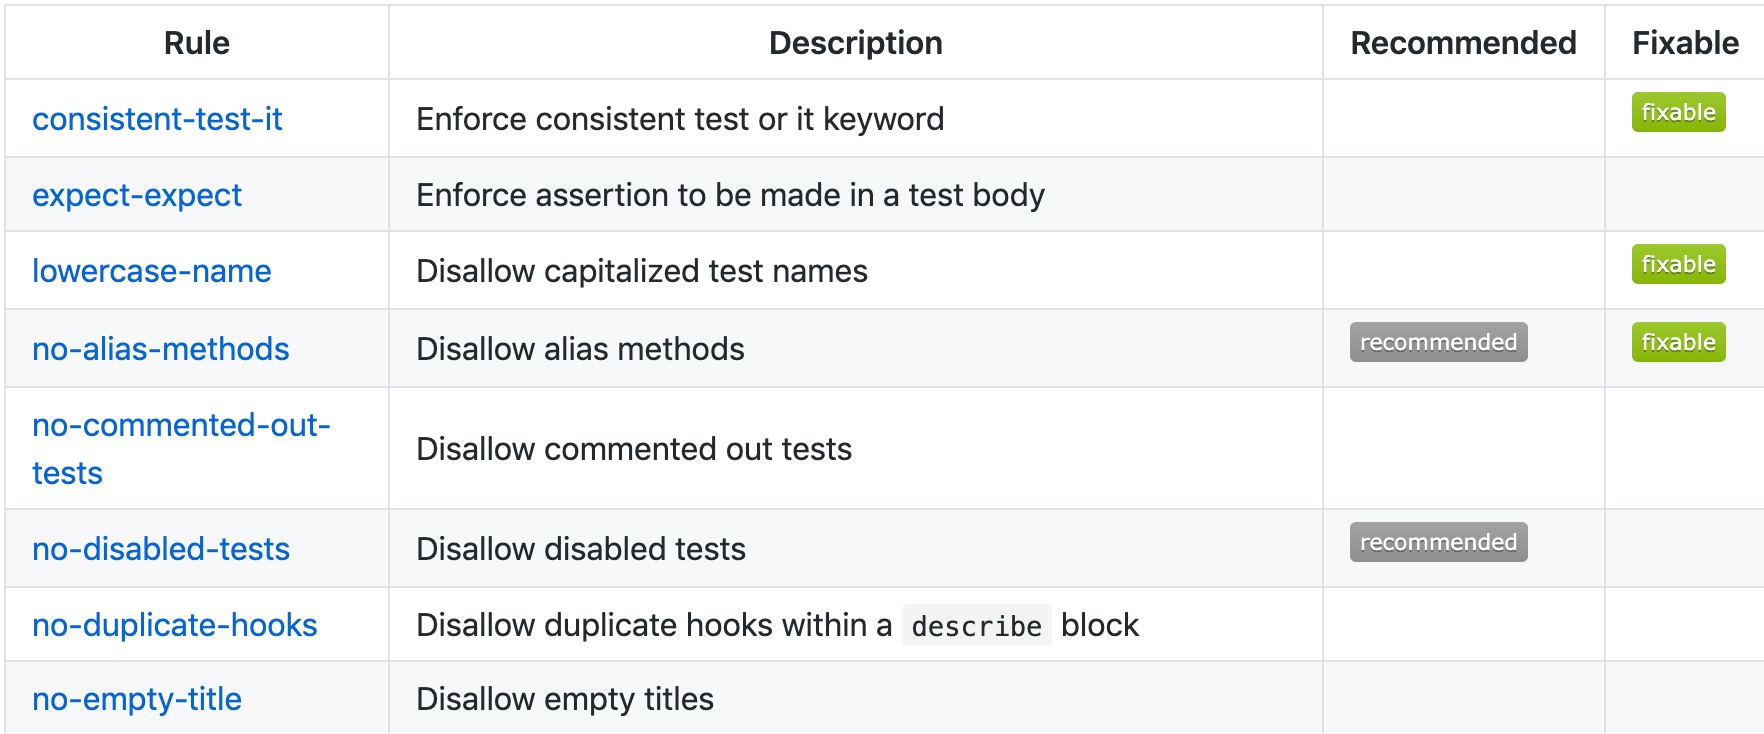 Rule Description Recommended Fixable
consistent-test-it Enforce consistent test or it keyword fixable
expect-expect Enforce assertion to be made in a test body
lowercase-name Disallow capitalized test names fixable
no-alias-methods Disallow alias methods recommended fixable
no-commented-out-
tests Disallow commented out tests
no-disabled-tests Disallow disabled tests recommended
no-duplicate-hooks Disallow duplicate hooks within a describe block
no-empty-title Disallow empty titles